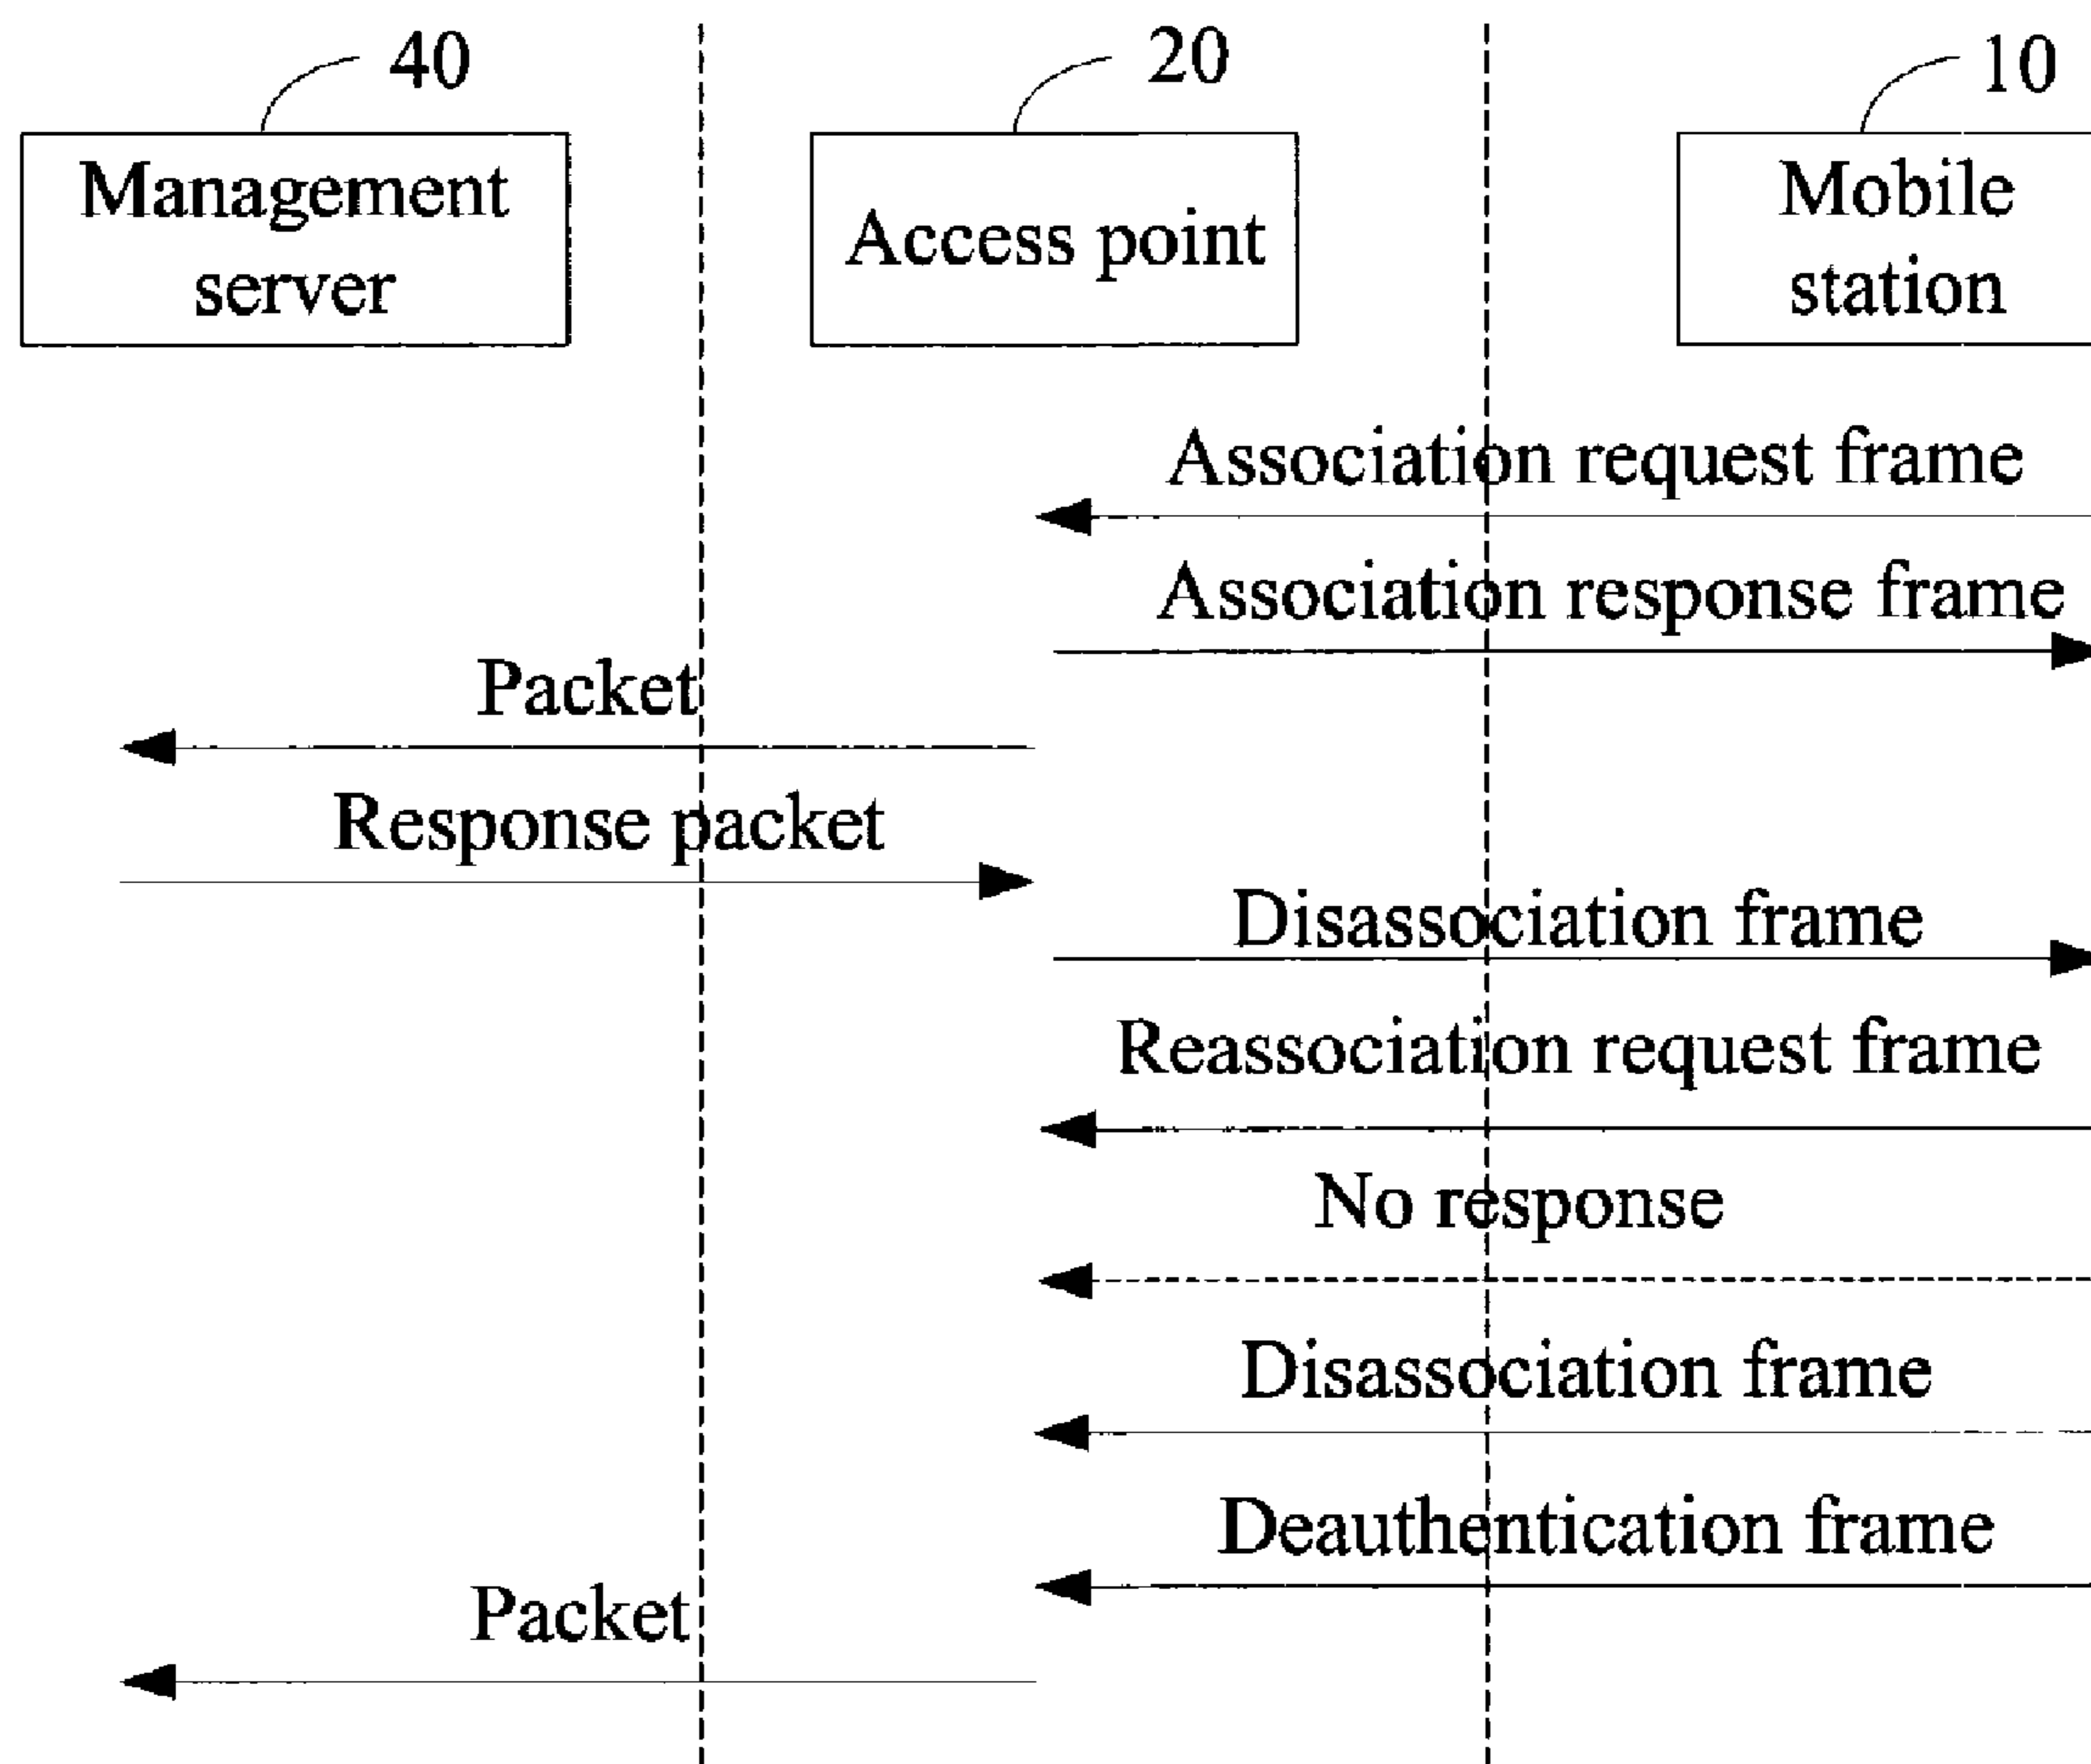 40
20
10
Management
server
Access point
Mobile
station
Association request frame
Association response frame
Packet
Response packet
Disassociation frame
Reassociation request frame
No response
Disassociation frame
Deauthentication frame
Packet